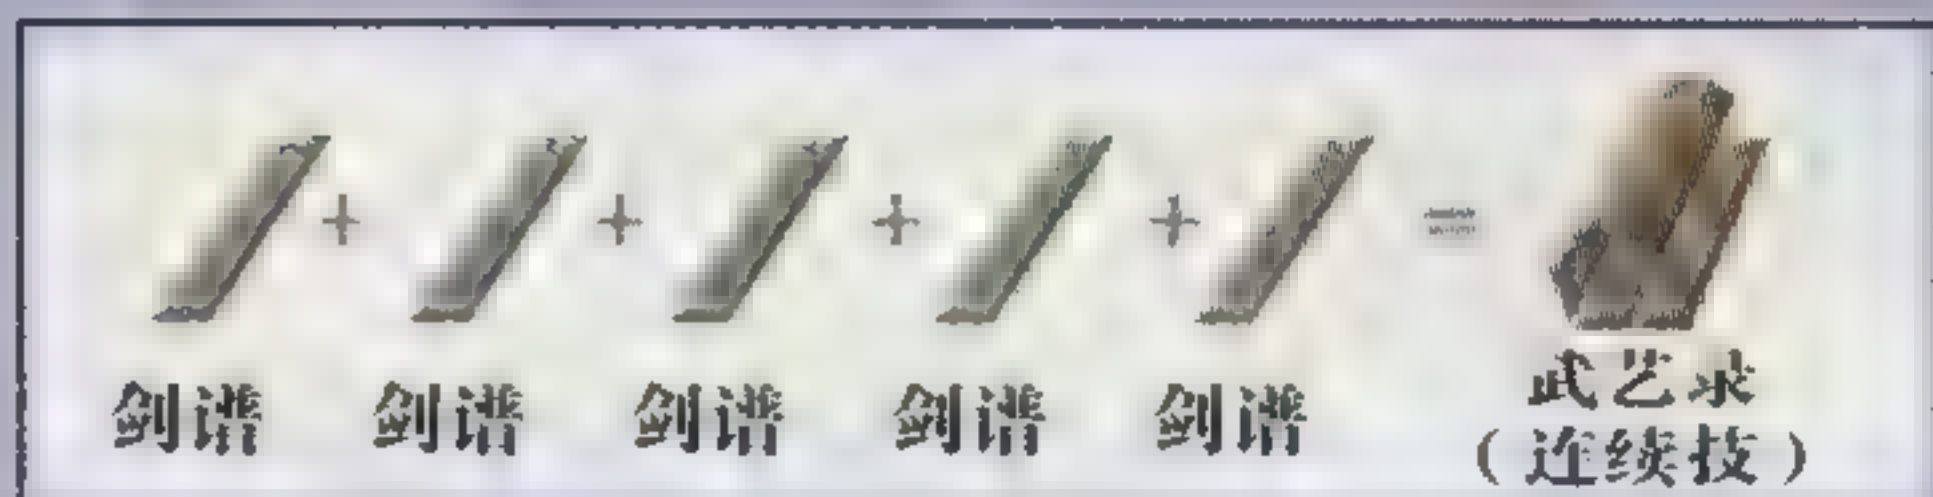 + + + + =
剑谱 剑谱 剑谱 剑谱 剑谱 武艺录
(连续技)